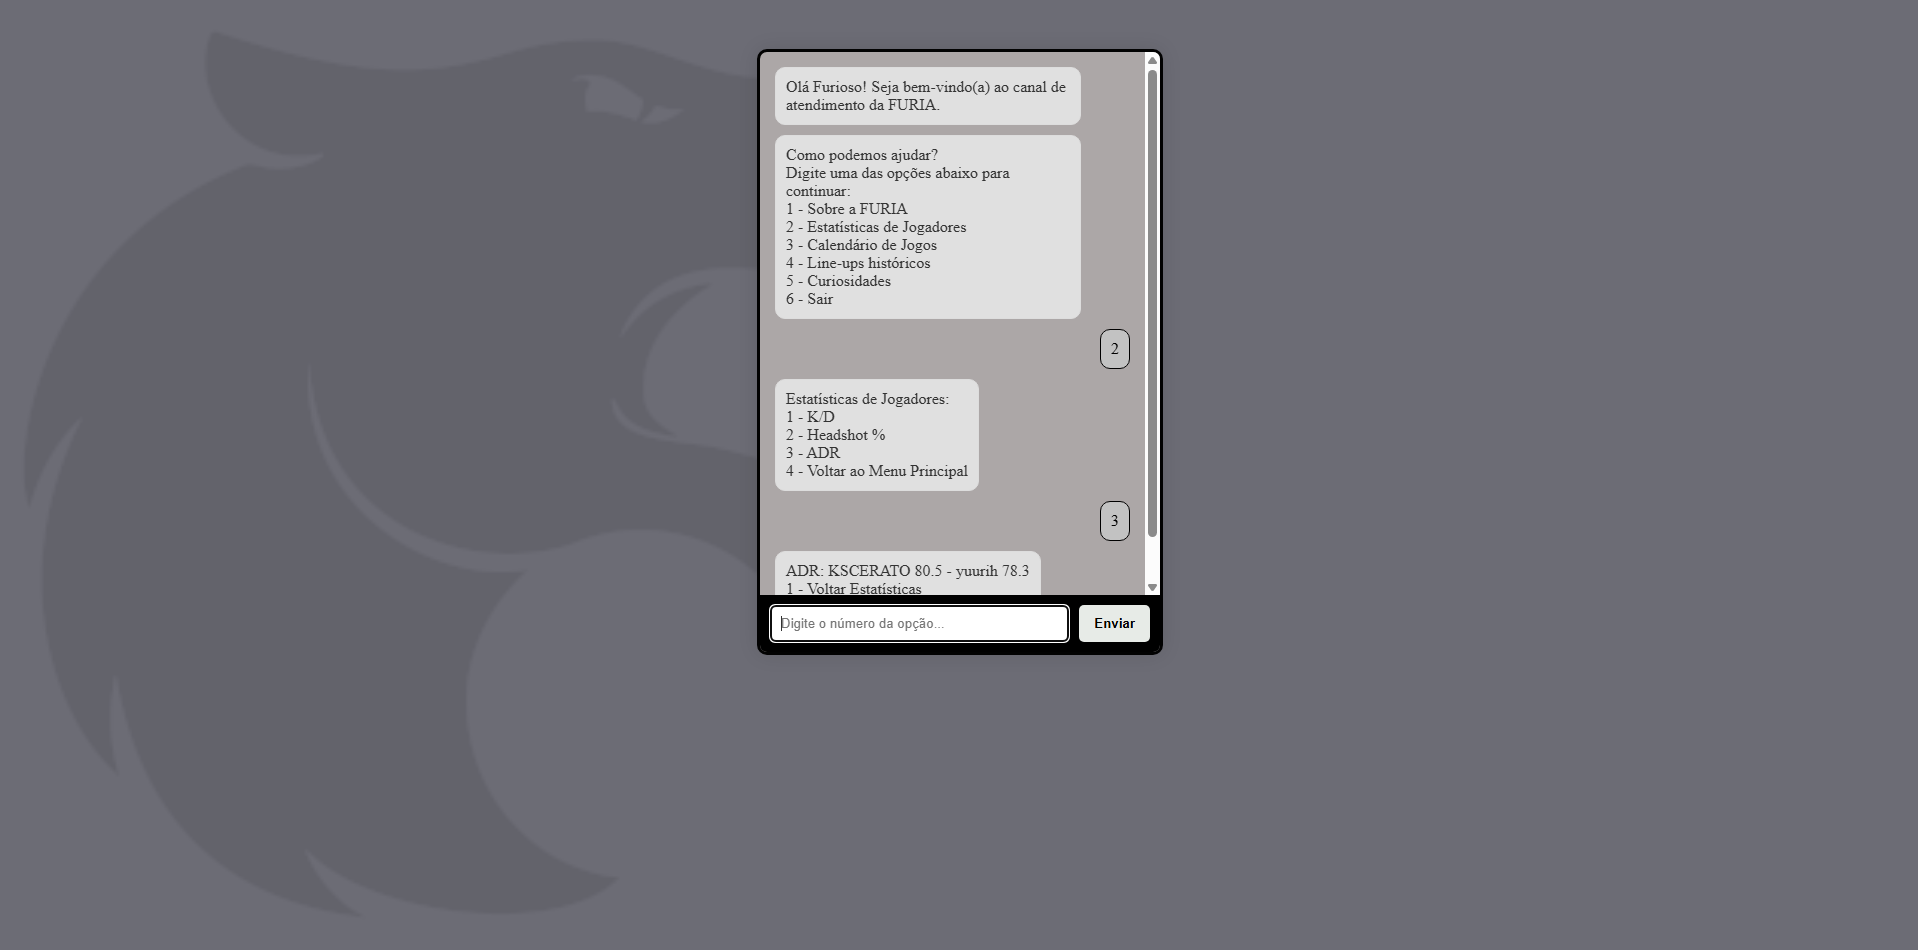 Olá Furioso! Seja bem-vindo(a) ao canal de
atendimento da FURIA.
Como podemos ajudar?
Digite uma das opções abaixo para
continuar:
1 - Sobre a FURIA
2 - Estatísticas de Jogadores
3 - Calendário de Jogos
4 - Line-ups históricos
5 - Curiosidades
6 - Sair
2
Estatísticas de Jogadores:
1 - K/D
2 - Headshot %
3 - ADR
4 - Voltar ao Menu Principal
3
ADR: KSCERATO 80.5 - yuurih 78.3
1 - Voltar Estatísticas
Digite o número da opção...
Enviar